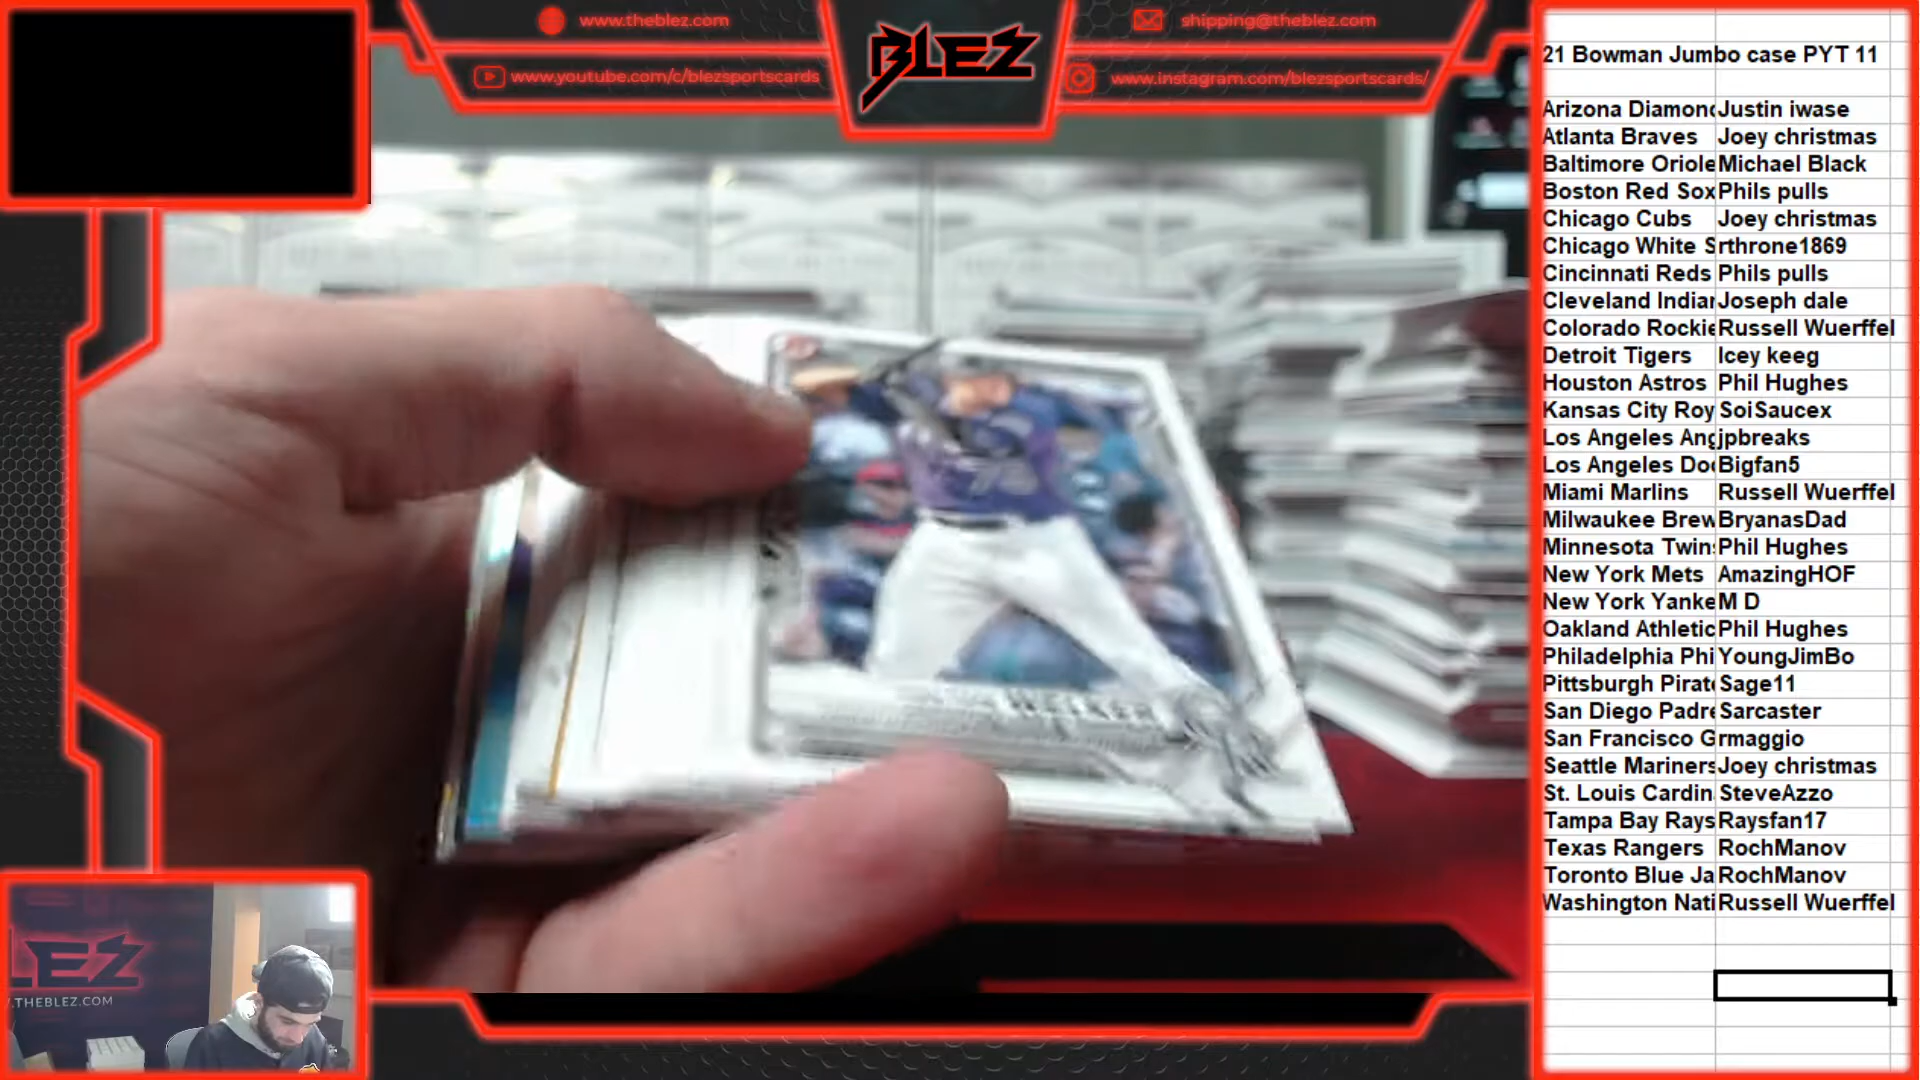 www.theblez.com
www.youtube.com/c/blezsportscards
BLEZ
shipping@theblez.com
www.instagram.com/blezsportscards/
21 Bowman Jumbo case PYT 11
Arizona Diamond Justin iwase
Atlanta Braves Joey christmas
Baltimore Oriole Michael Black
Boston Red Sox Phils pulls
Chicago Cubs Joey christmas
Chicago White S rthrone1869
Cincinnati Reds Phils pulls
Cleveland Indian Joseph dale
Colorado Rockie Russell Wuerffel
Detroit Tigers Icey keeg
Houston Astros Phil Hughes
Kansas City Roy SoiSaucex
Los Angeles Ang jpbreaks
Los Angeles Dod Bigfan5
Miami Marlins Russell Wuerffel
Milwaukee Brew BryanasDad
Minnesota Twins Phil Hughes
New York Mets AmazingHOF
New York Yanke M D
Oakland Athletic Phil Hughes
Philadelphia Phi YoungJimBo
Pittsburgh Pirate Sage11
San Diego Padre Sarcaster
San Francisco G rmaggio
Seattle Mariners Joey christmas
St. Louis Cardin SteveAzzo
Tampa Bay Rays Raysfan17
Texas Rangers RochManov
Toronto Blue Ja RochManov
Washington Nati Russell Wuerffel
LEZ
.THEBLEZ.COM